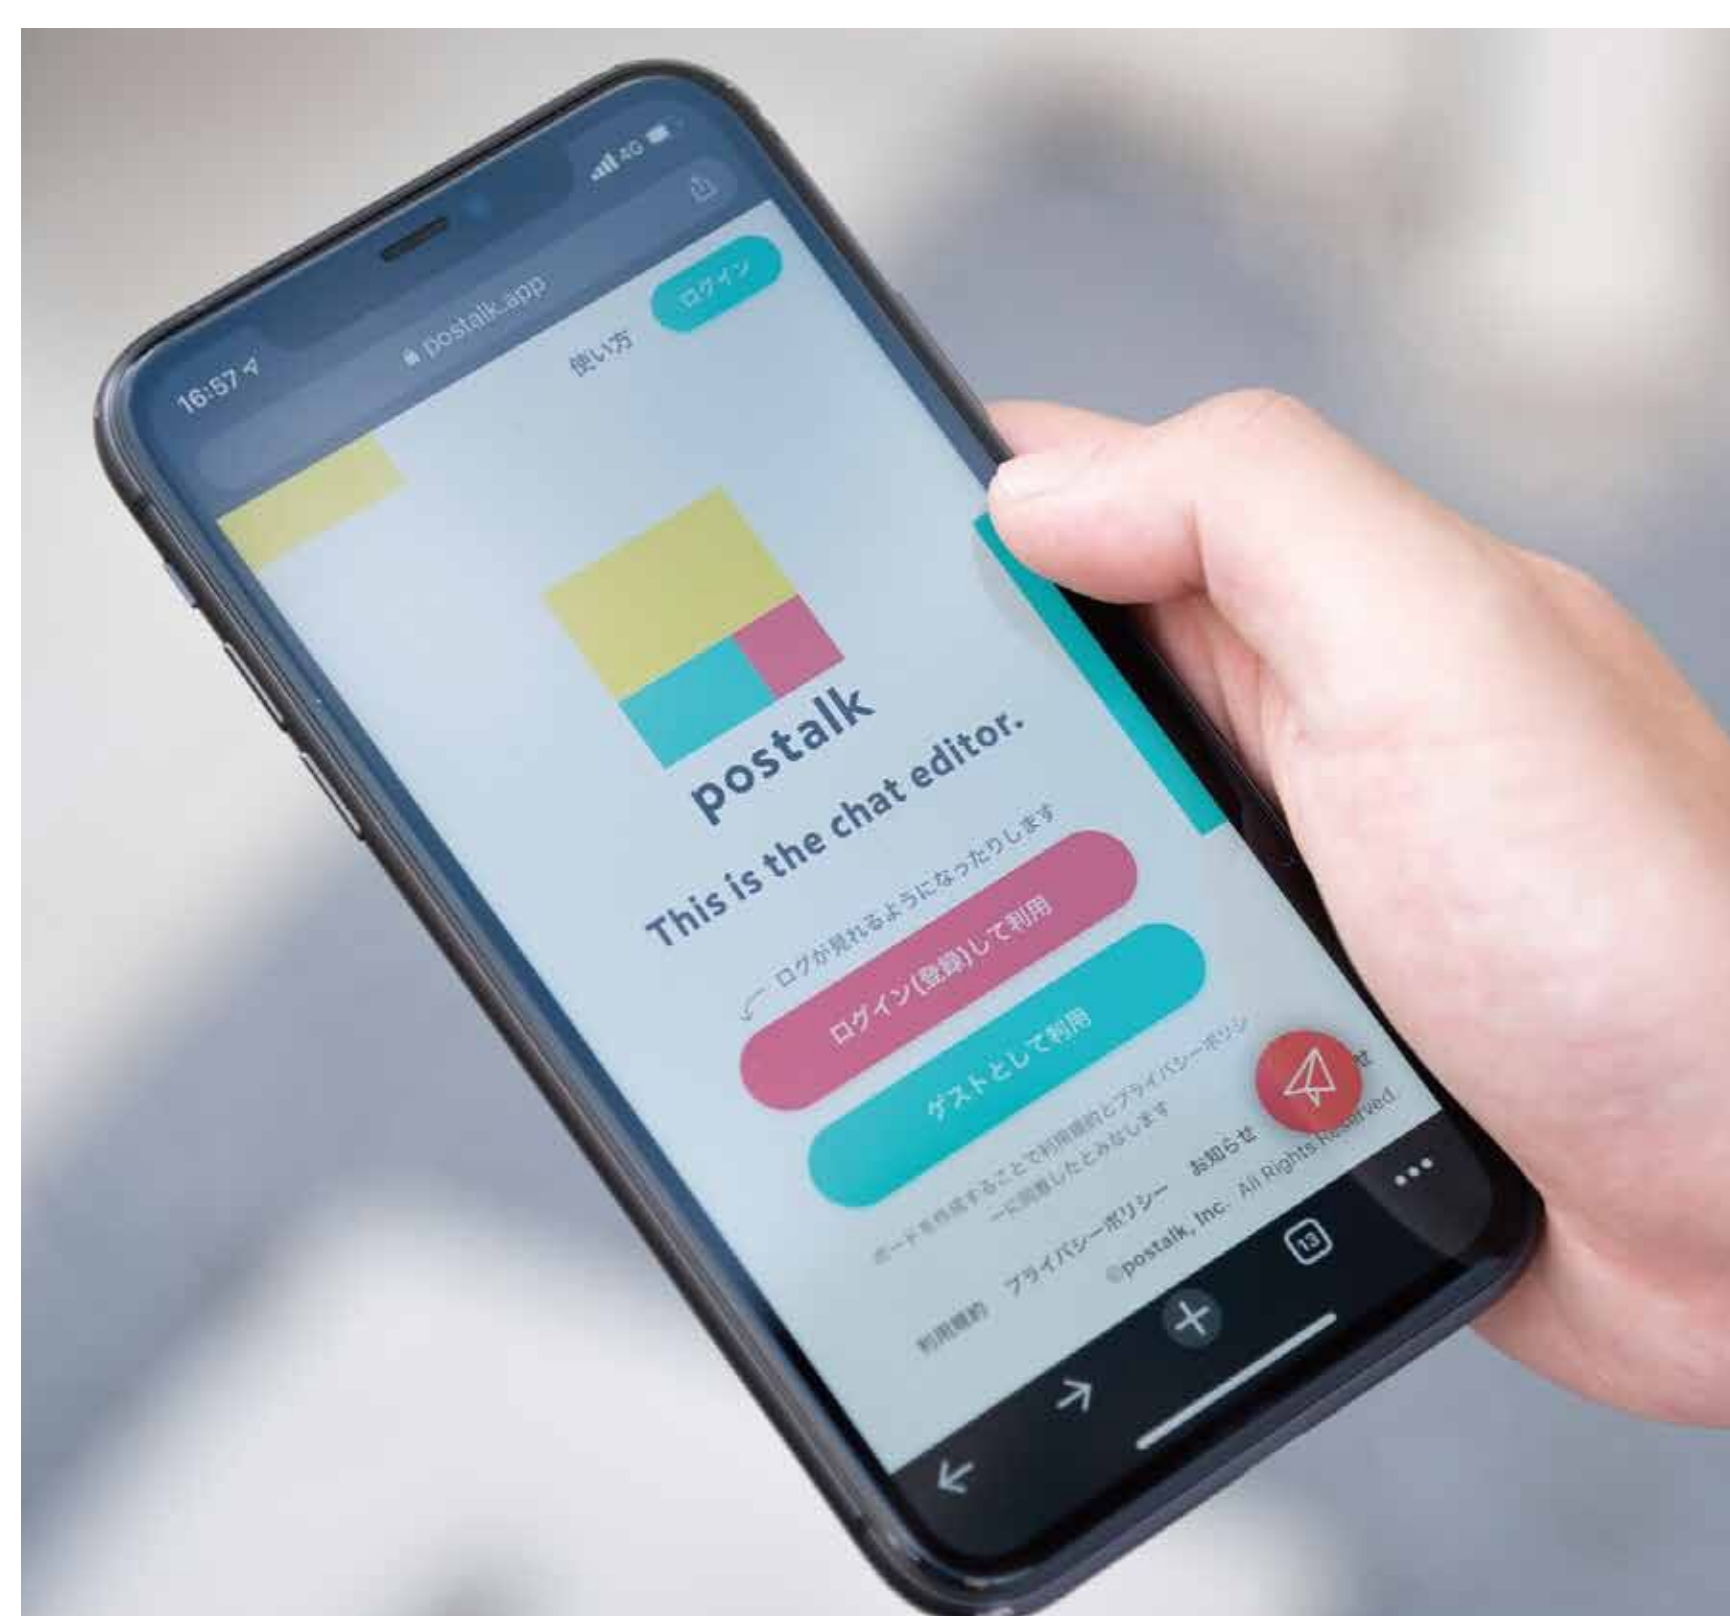 16:57
4G
postalk.app
使い方
ログイン
postalk
This is the chat editor.
ログが見れるようになったりします
ログイン(登録)して利用
ゲストとして利用
ボードを作成することで利用規約とプライバシーポリシ
ーに同意したとみなします
利用規約 プライバシーポリシー お知らせ
せ
©postalk, Inc. All Rights Reserved.
13